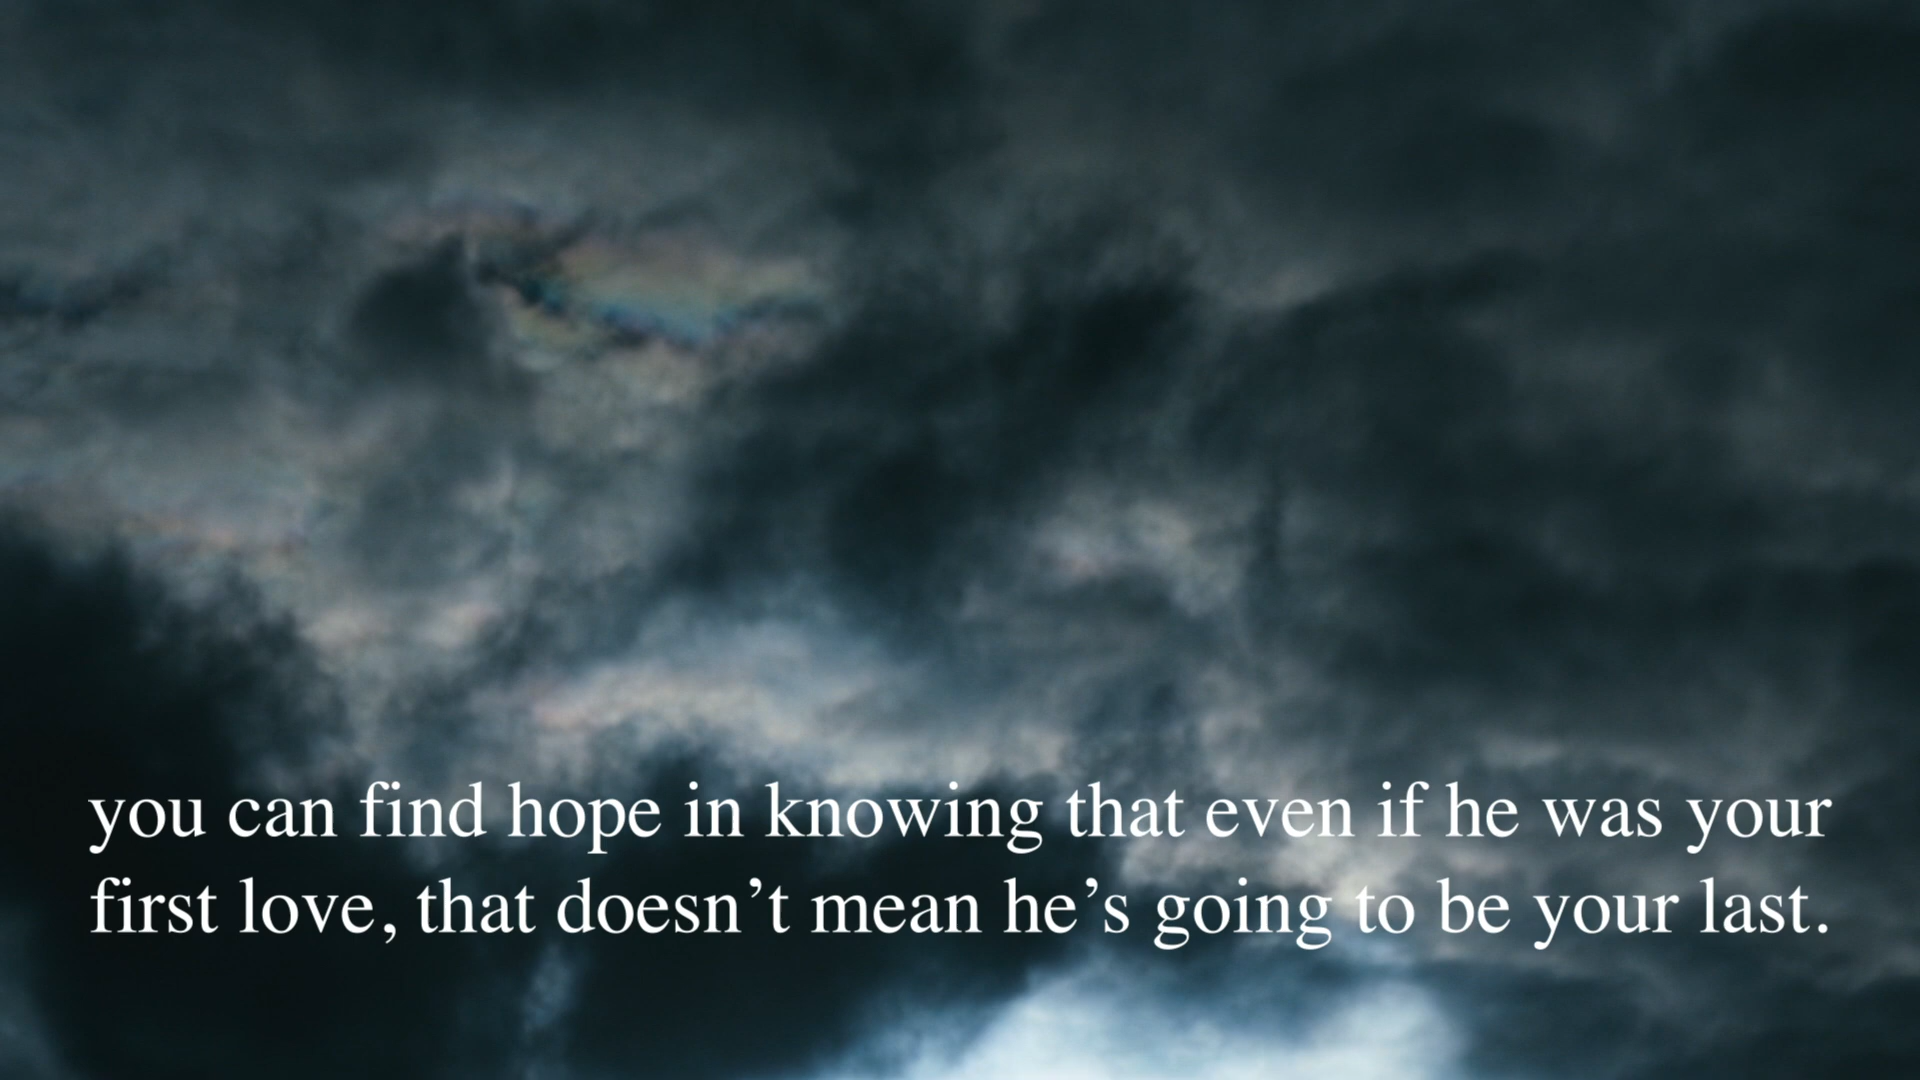 you can find hope in knowing that even if he was your
first love, that doesn’t mean he’s going to be your last.